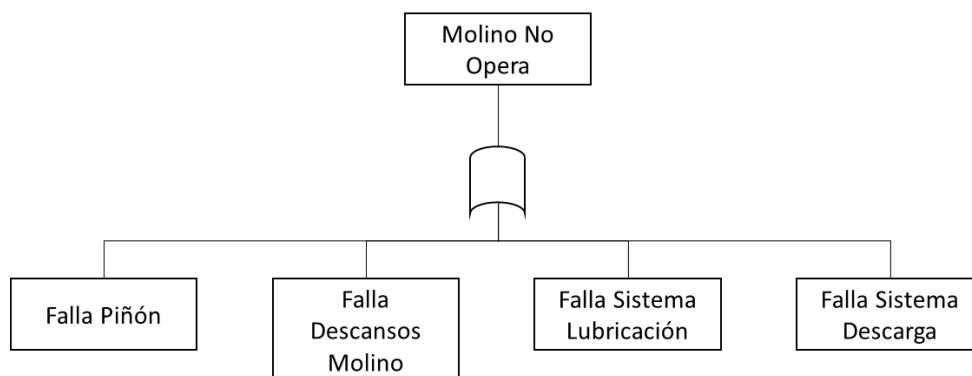 Molino No
Opera
Falla Piñón
Falla
Descansos
Molino
Falla Sistema
Lubricación
Falla Sistema
Descarga